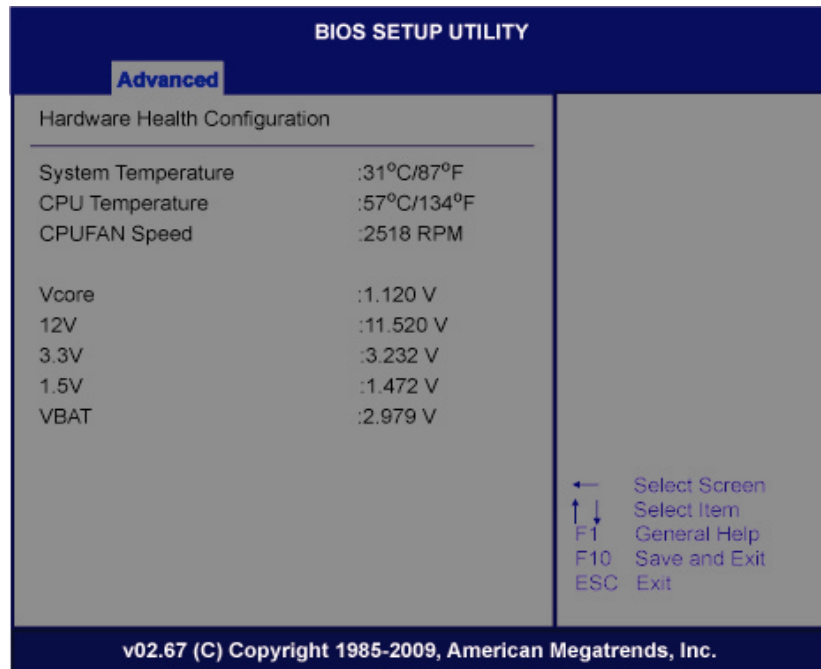 BIOS SETUP UTILITY
Advanced
Hardware Health Configuration
System Temperature :31°C/87°F
CPU Temperature :57°C/134°F
CPUFAN Speed :2518 RPM
Vcore :1.120 V
12V :11.520 V
3.3V :3.232 V
1.5V :1.472 V
VBAT :2.979 V
← Select Screen
↑↓ Select Item
F1 General Help
F10 Save and Exit
ESC Exit
v02.67 (C) Copyright 1985-2009, American Megatrends, Inc.